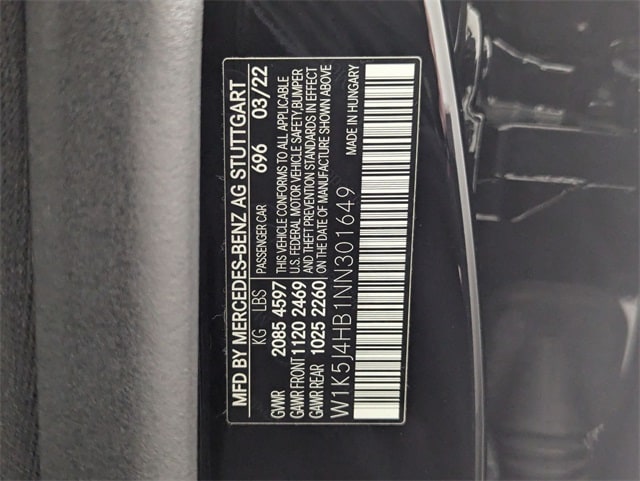 MFD BY MERCEDES-BENZ AG STUTTGART
KG LBS PASSENGER CAR 696 03/22
GVWR 2085 4597 THIS VEHICLE CONFORMS TO ALL APPLICABLE
GAWR FRONT 1120 2469 U.S. FEDERAL MOTOR VEHICLE SAFETY, BUMPER
GAWR REAR 1025 2260 AND THEFT PREVENTION STANDARDS IN EFFECT
ON THE DATE OF MANUFACTURE SHOWN ABOVE
W1K5J4HB1NN301649 MADE IN HUNGARY